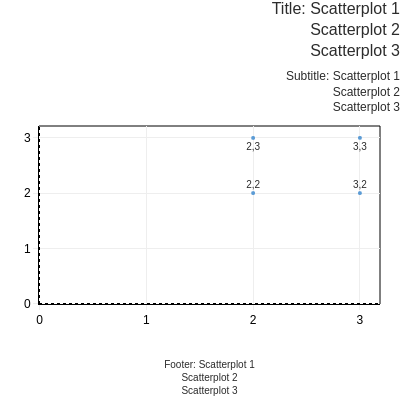 Title: Scatterplot 1
Scatterplot 2
Scatterplot 3
Subtitle: Scatterplot 1
Scatterplot 2
Scatterplot 3
3
2,3
3,3
2,2
3,2
2
1
0
0 1 2 3
Footer: Scatterplot 1
Scatterplot 2
Scatterplot 3